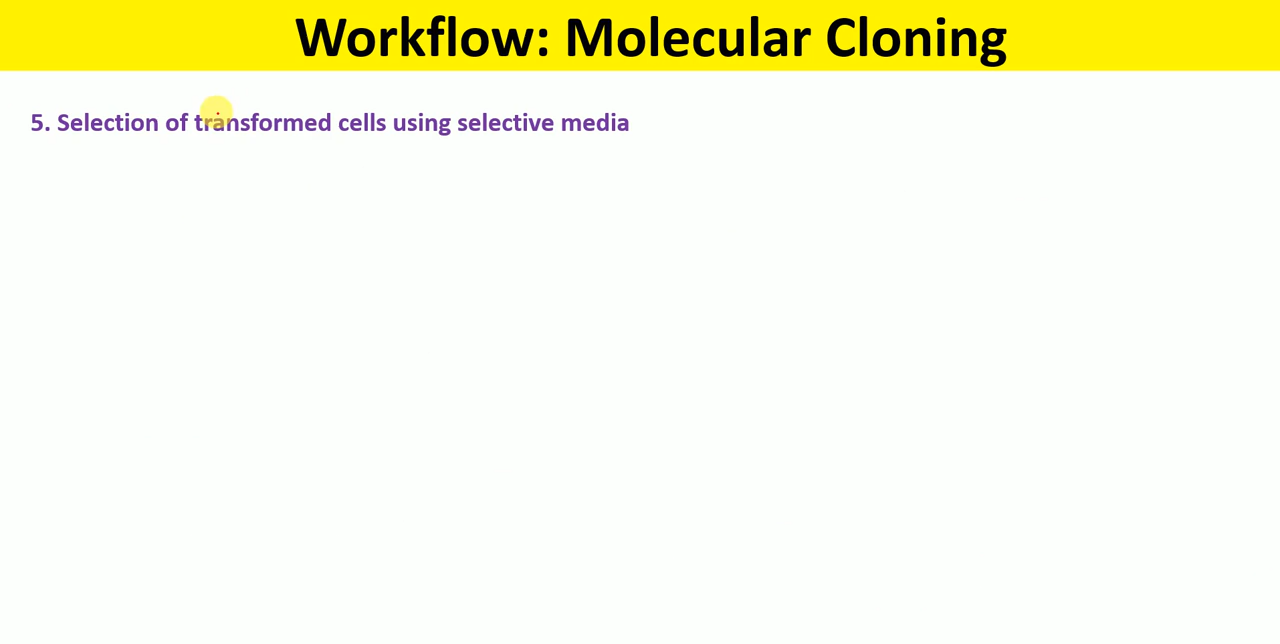 Workflow: Molecular Cloning
5. Selection of transformed cells using selective media